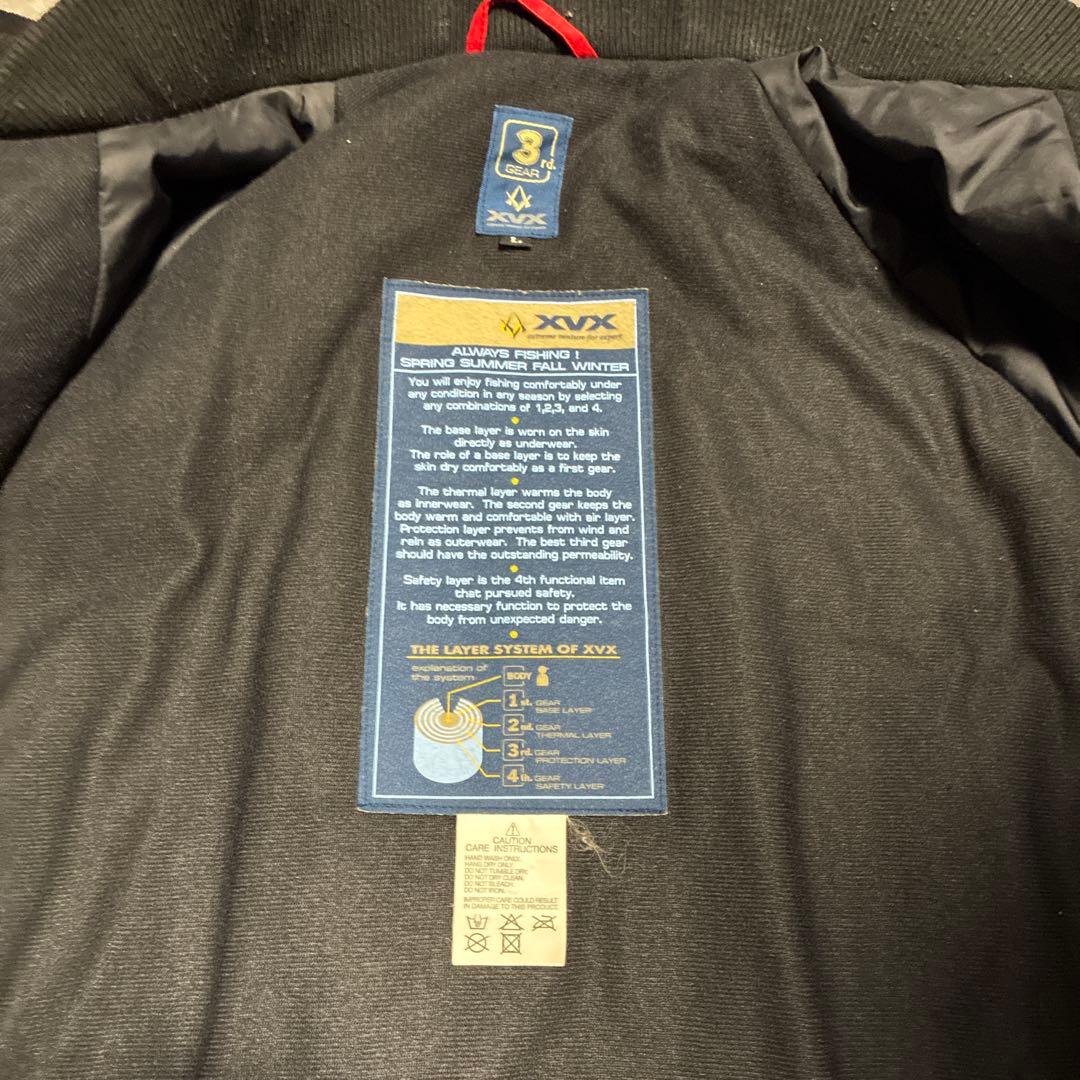 3rd.
GEAR
XVX
L
XVX
extreme venture for expert
ALWAYS FISHING !
SPRING SUMMER FALL WINTER
You will enjoy fishing comfortably under
any condition in any season by selecting
any combinations of 1,2,3, and 4.
The base layer is worn on the skin
directly as underwear.
The role of a base layer is to keep the
skin dry comfortably as a first gear.
The thermal layer warms the body
as innerwear. The second gear keeps the
body warm and comfortable with air layer.
Protection layer prevents from wind and
rain as outerwear. The best third gear
should have the outstanding permeability.
Safety layer is the 4th functional item
that pursued safety.
It has necessary function to protect the
body from unexpected danger.
THE LAYER SYSTEM OF XVX
explanation of
the system
BODY
1st. GEAR
BASE LAYER
2nd. GEAR
THERMAL LAYER
3rd. GEAR
PROTECTION LAYER
4th. GEAR
SAFETY LAYER
CAUTION
CARE INSTRUCTIONS
HAND WASH ONLY.
HANG DRY ONLY.
DO NOT TUMBLE DRY.
DO NOT DRY CLEAN.
DO NOT BLEACH.
DO NOT IRON.
IMPROPER CARE COULD RESULT
IN DAMAGE TO THIS PRODUCT.